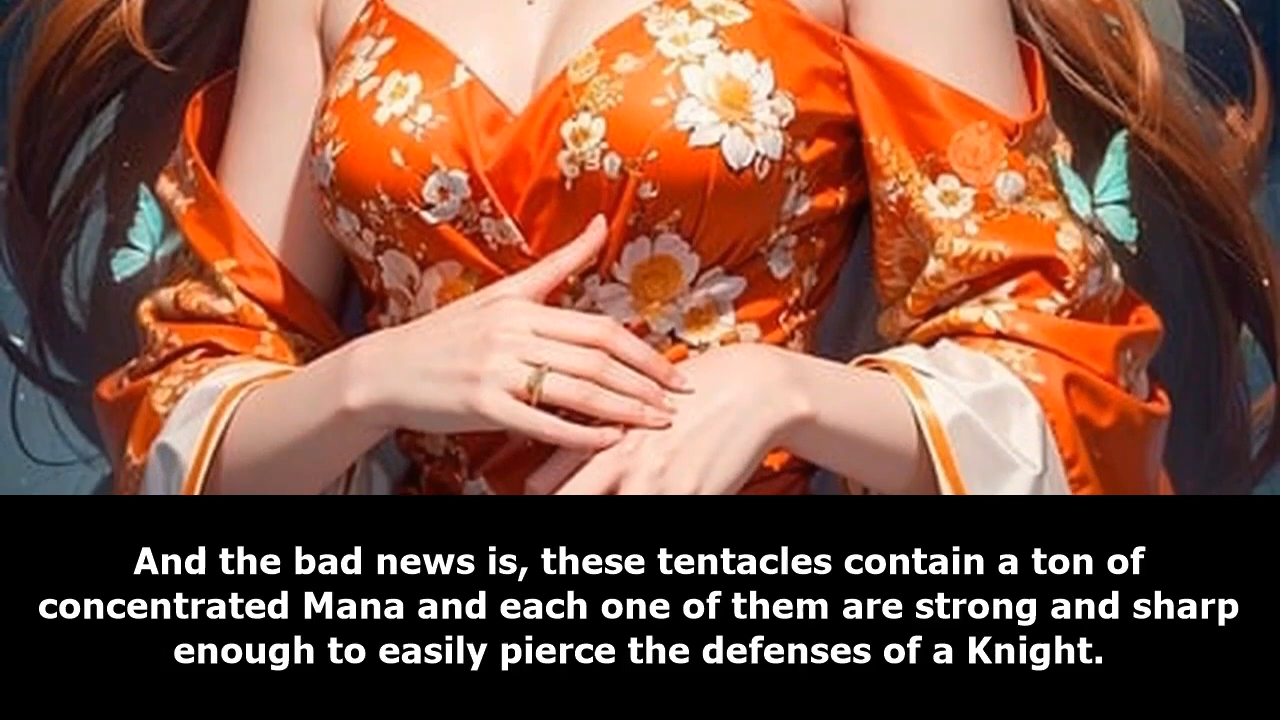 And the bad news is, these tentacles contain a ton of
concentrated Mana and each one of them are strong and sharp
enough to easily pierce the defenses of a Knight.